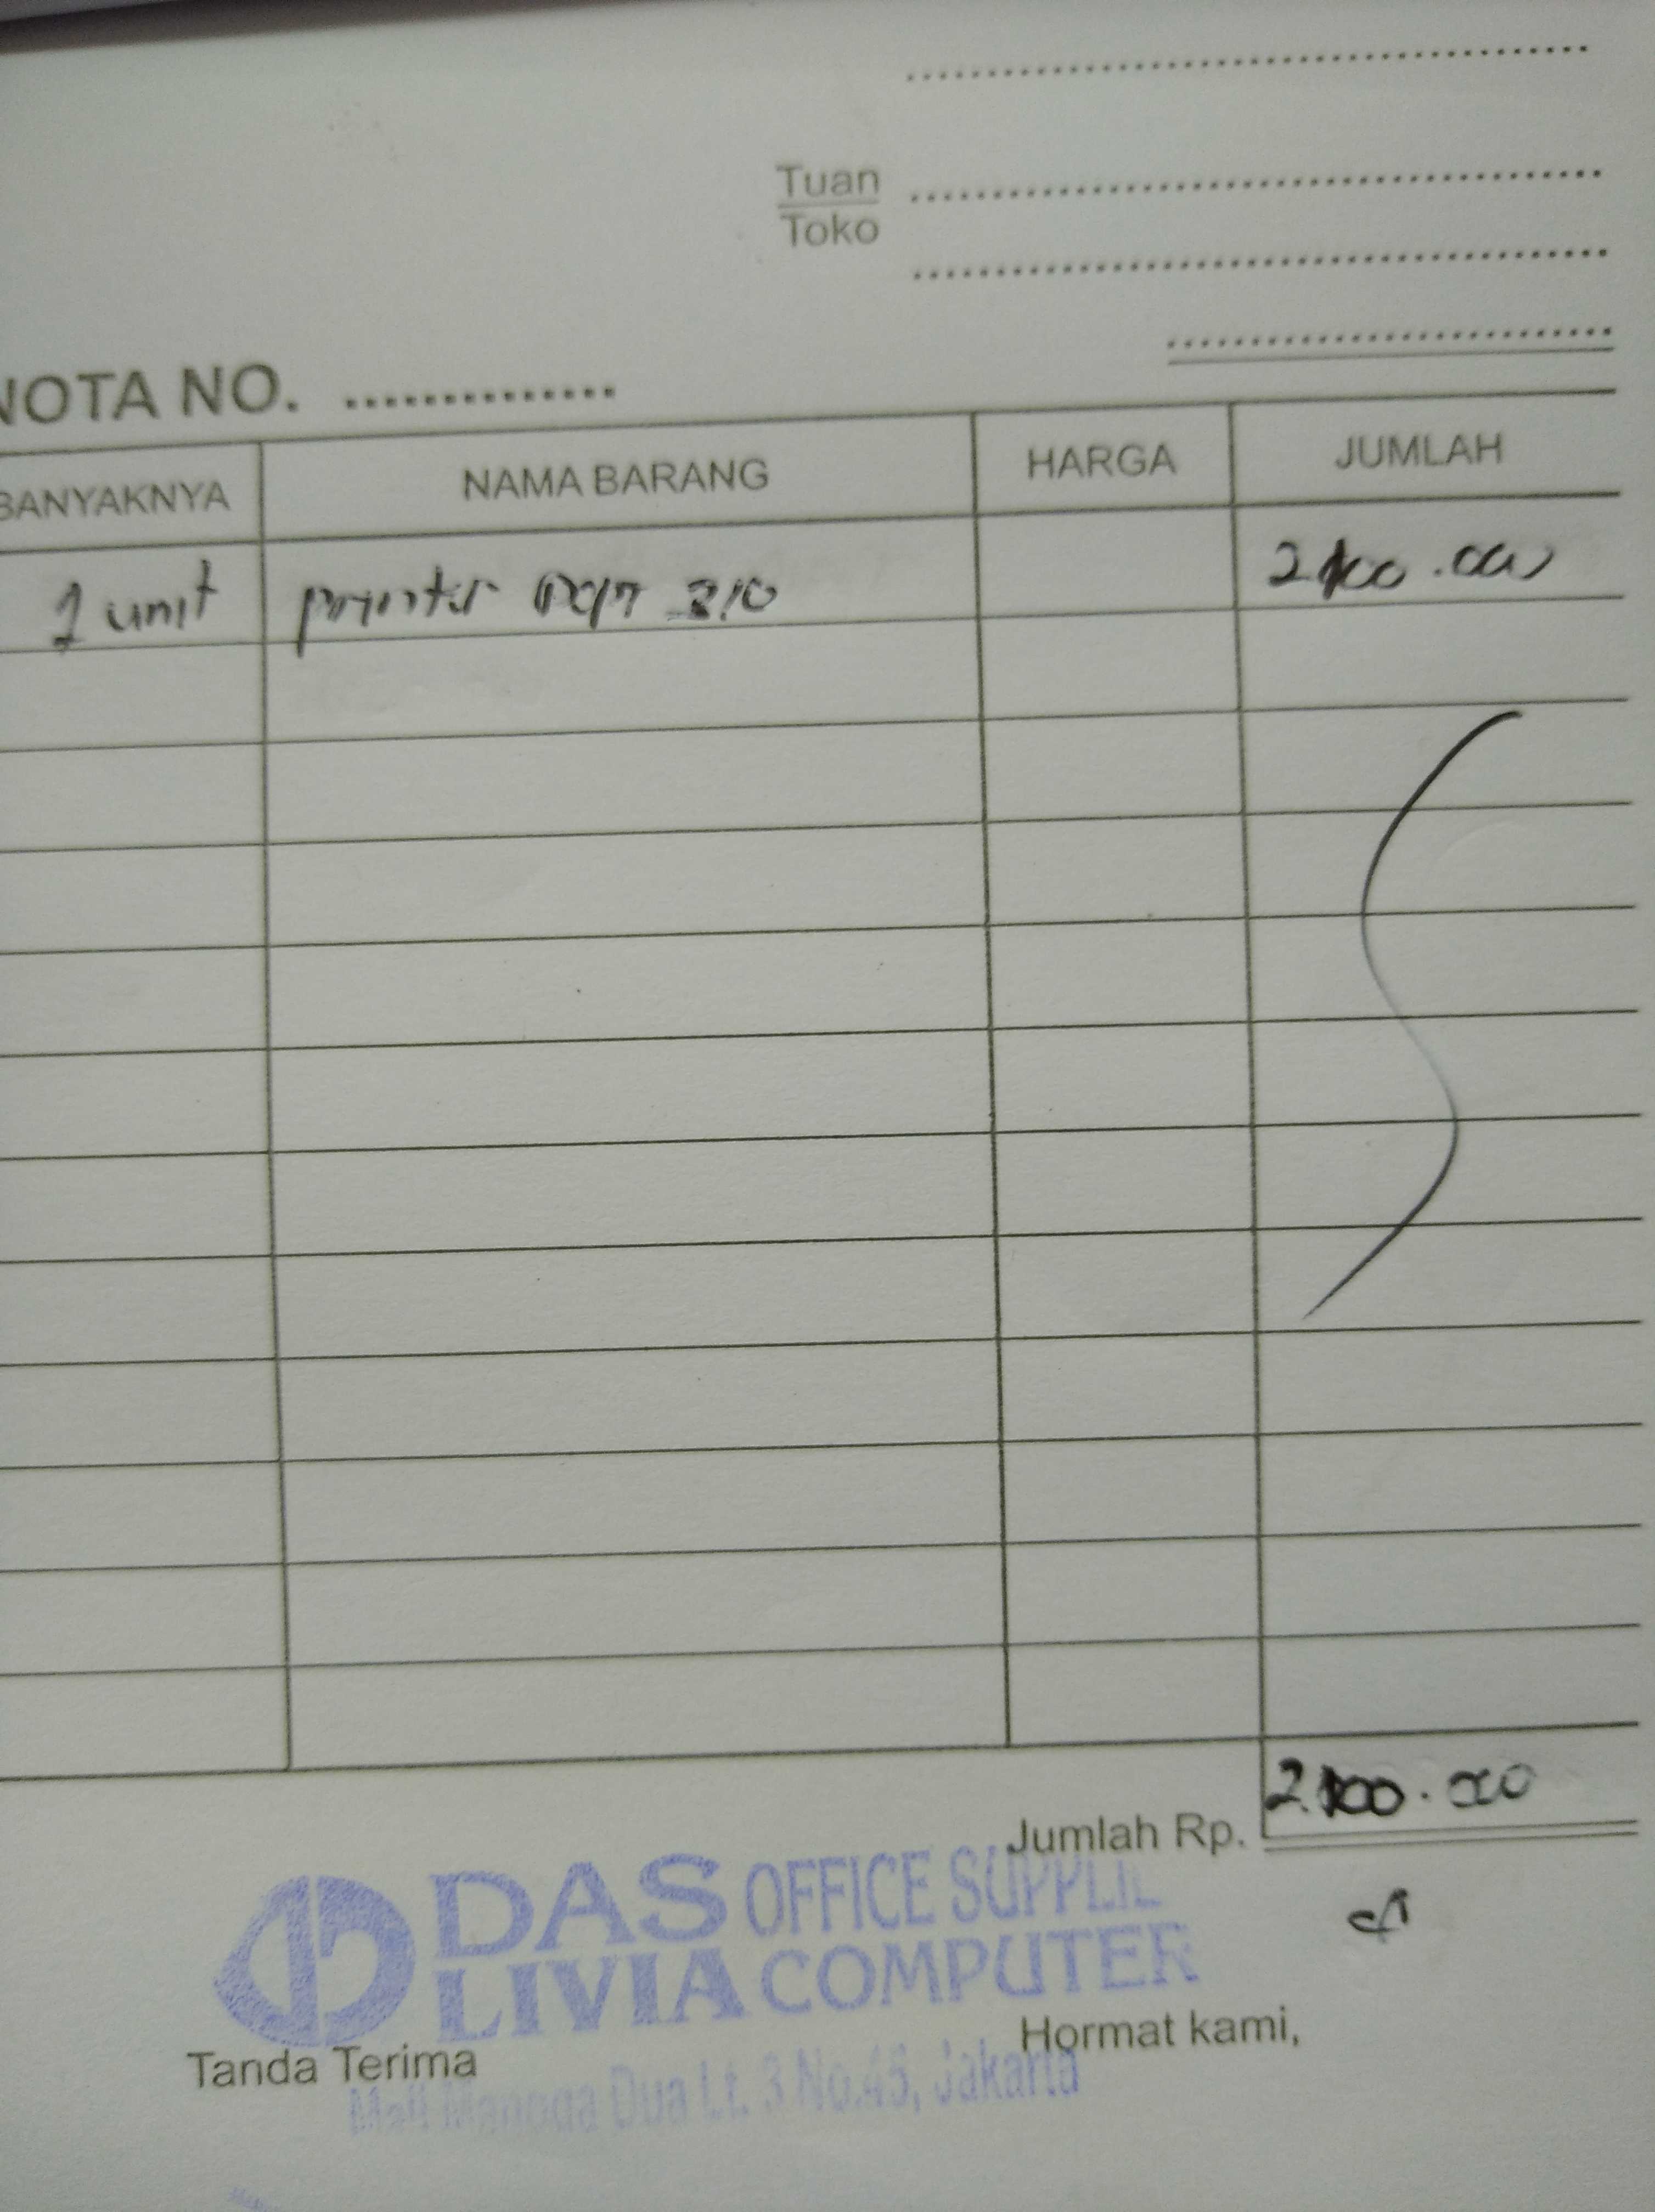 Tuan
Toko
NOTA NO. ..............
BANYAKNYA NAMA BARANG HARGA JUMLAH
1 unit printer 310 2.100.000
Jumlah Rp. 2.100.000
DAS OFFICE SUPPLIE
LIVIA COMPUTER
Tanda Terima Hormat kami,
Mall Mangga Dua Lt. 3 No.45, Jakarta